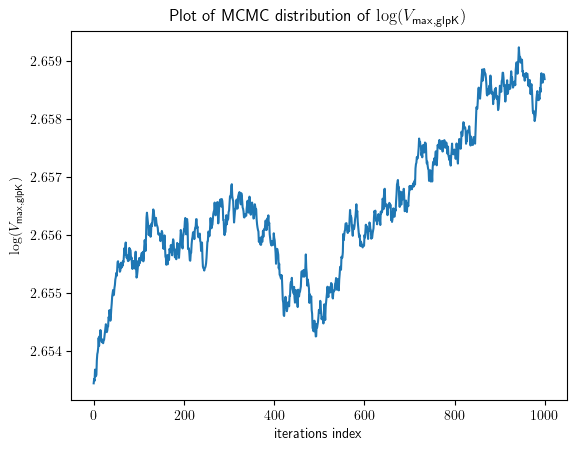 Plot of MCMC distribution of log(V_max,glpK)
2.659
2.658
2.657
2.656
2.655
2.654
log(V_max,glpK)
0 200 400 600 800 1000
iterations index